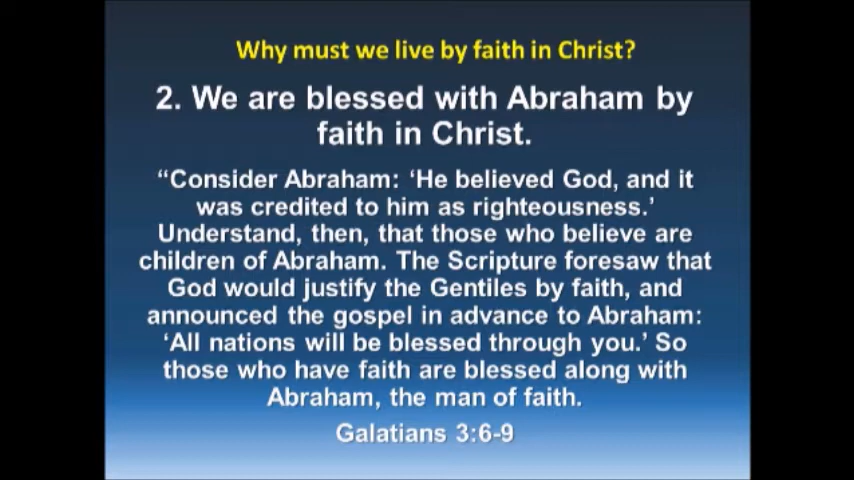 Why must we live by faith in Christ?
2. We are blessed with Abraham by
faith in Christ.
“Consider Abraham: ‘He believed God, and it
was credited to him as righteousness.’
Understand, then, that those who believe are
children of Abraham. The Scripture foresaw that
God would justify the Gentiles by faith, and
announced the gospel in advance to Abraham:
‘All nations will be blessed through you.’ So
those who have faith are blessed along with
Abraham, the man of faith.
Galatians 3:6-9